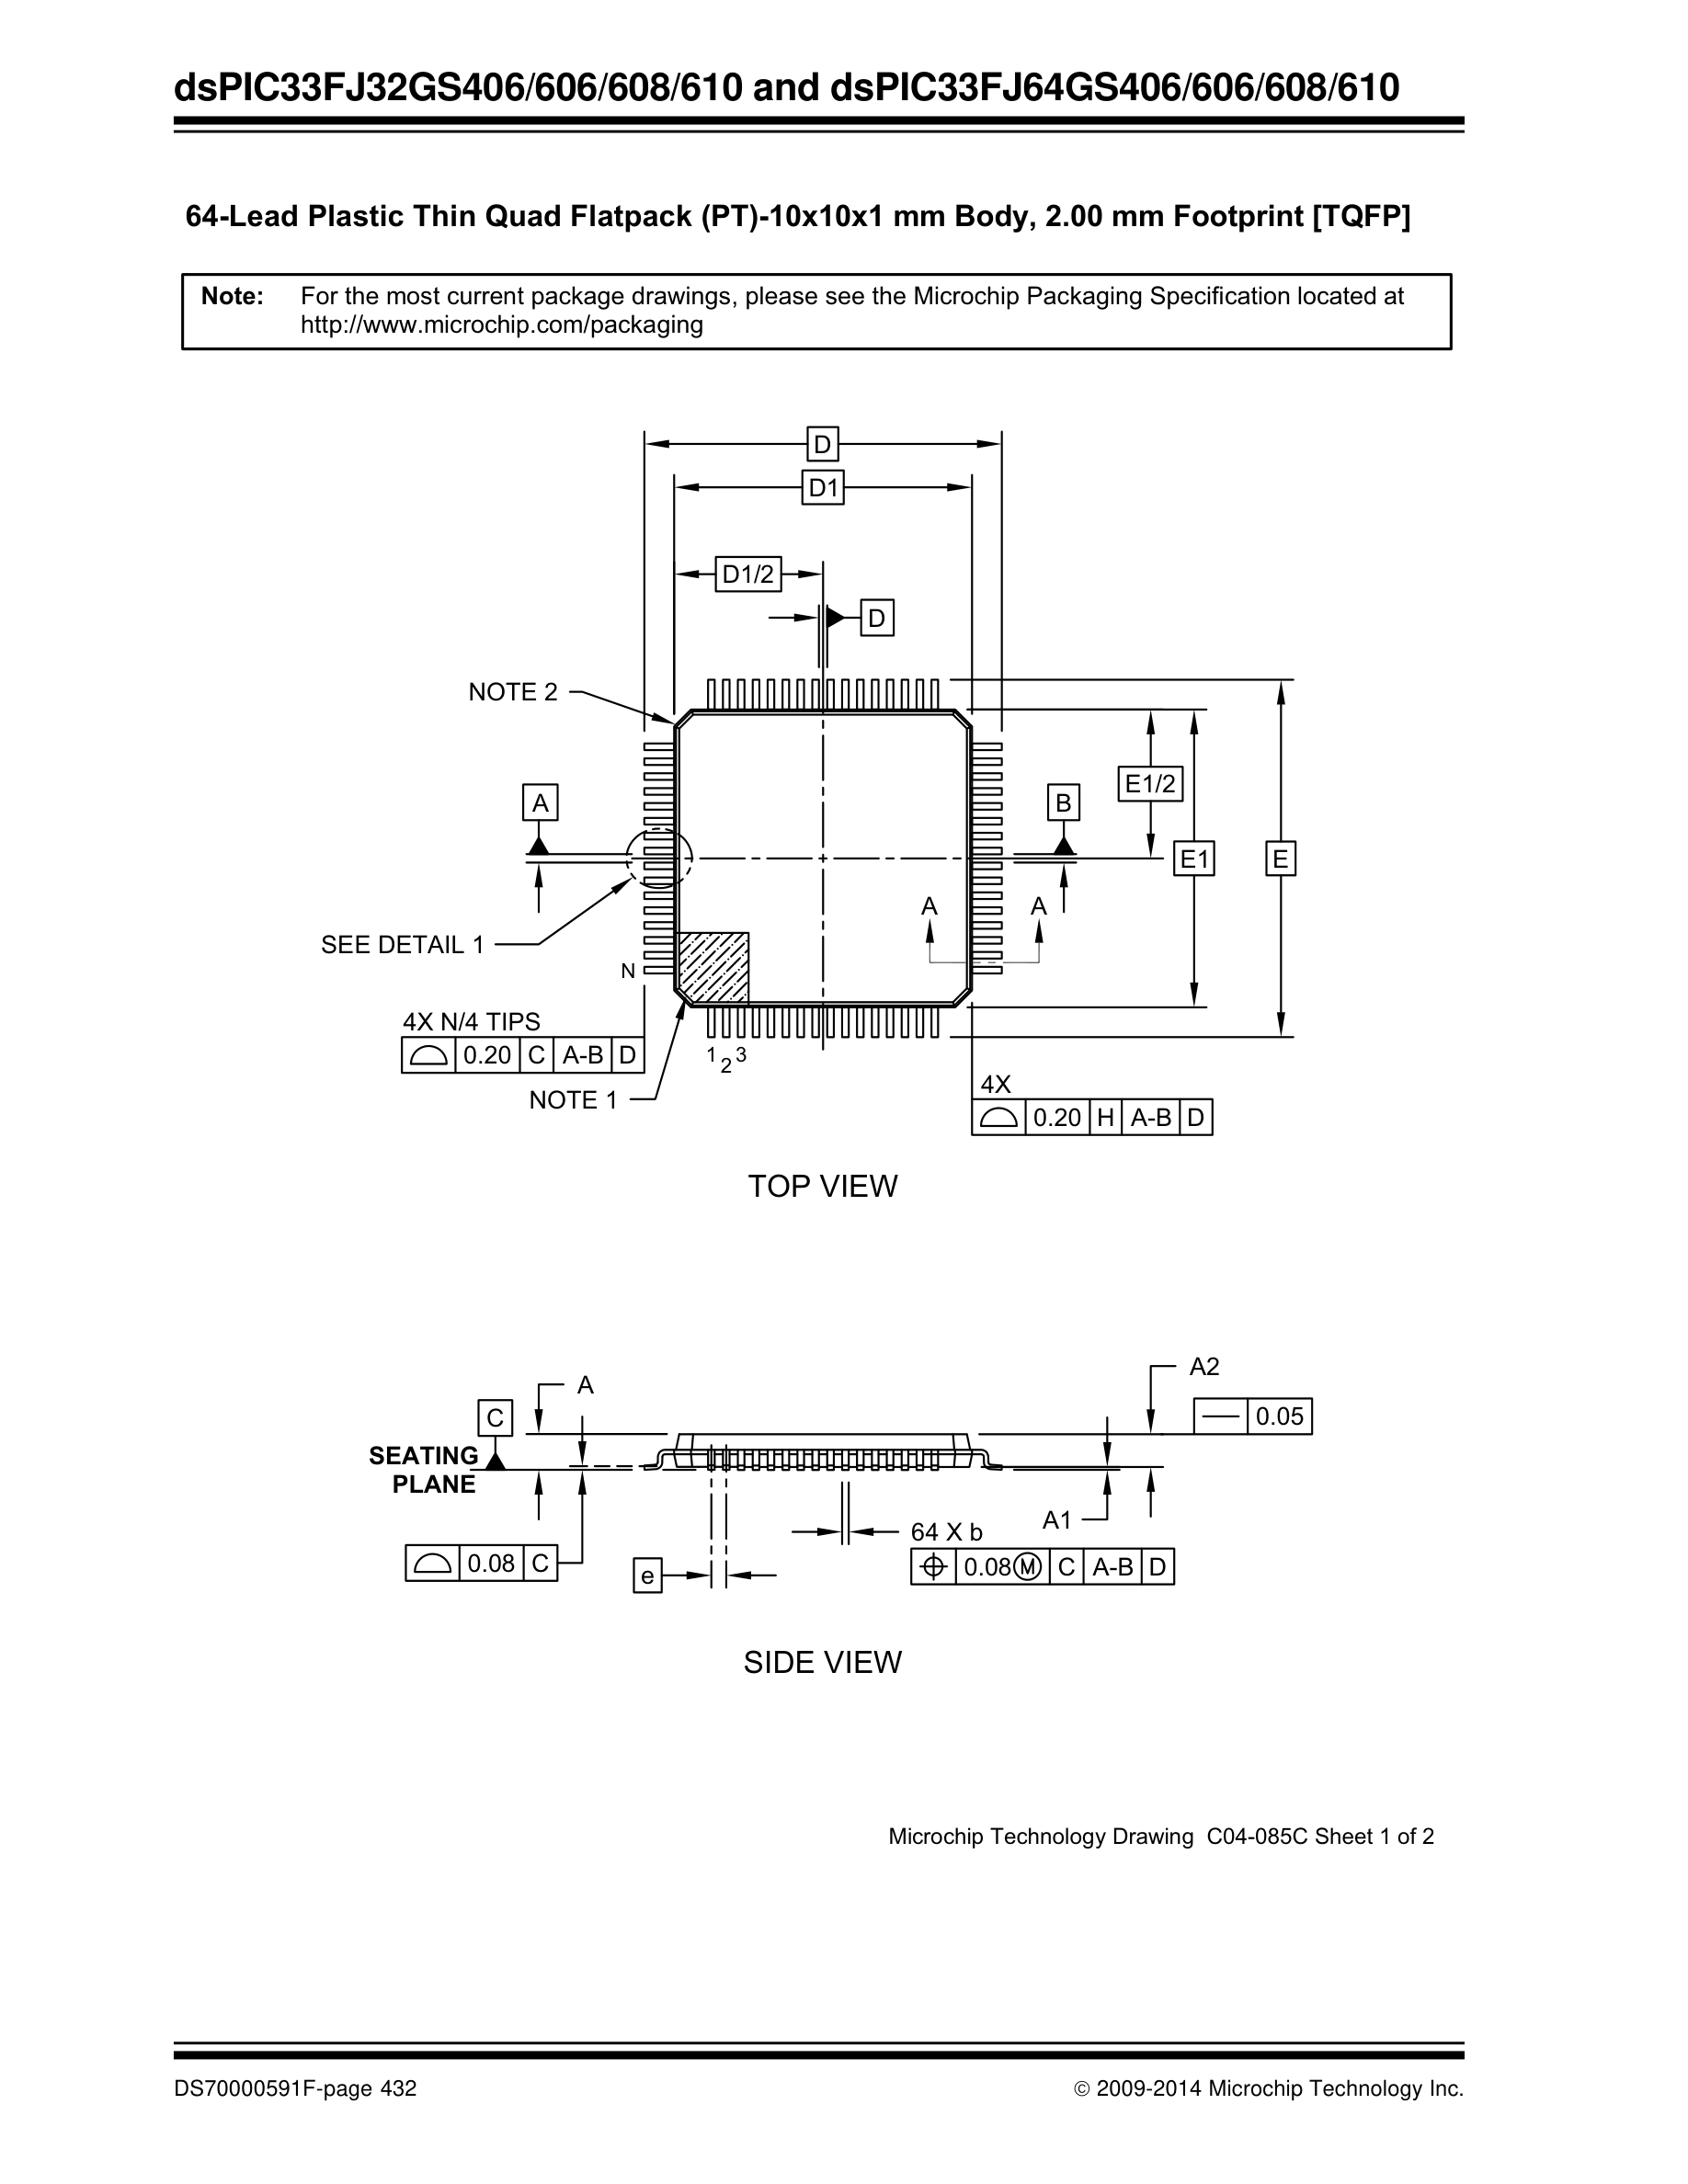 dsPIC33FJ32GS406/606/608/610 and dsPIC33FJ64GS406/606/608/610
64-Lead Plastic Thin Quad Flatpack (PT)-10x10x1 mm Body, 2.00 mm Footprint [TQFP]
Note: For the most current package drawings, please see the Microchip Packaging Specification located at
http://www.microchip.com/packaging
D
D1
D1/2
D
NOTE 2
E1/2
A
B
E1
E
A A
SEE DETAIL 1
N
4X N/4 TIPS
0.20 C A-B D
1 2 3
NOTE 1
4X
0.20 H A-B D
TOP VIEW
A2
A
0.05
C
SEATING
PLANE
A1
64 X b
0.08 C
0.08Ⓜ C A-B D
e
SIDE VIEW
Microchip Technology Drawing C04-085C Sheet 1 of 2
DS70000591F-page 432
© 2009-2014 Microchip Technology Inc.